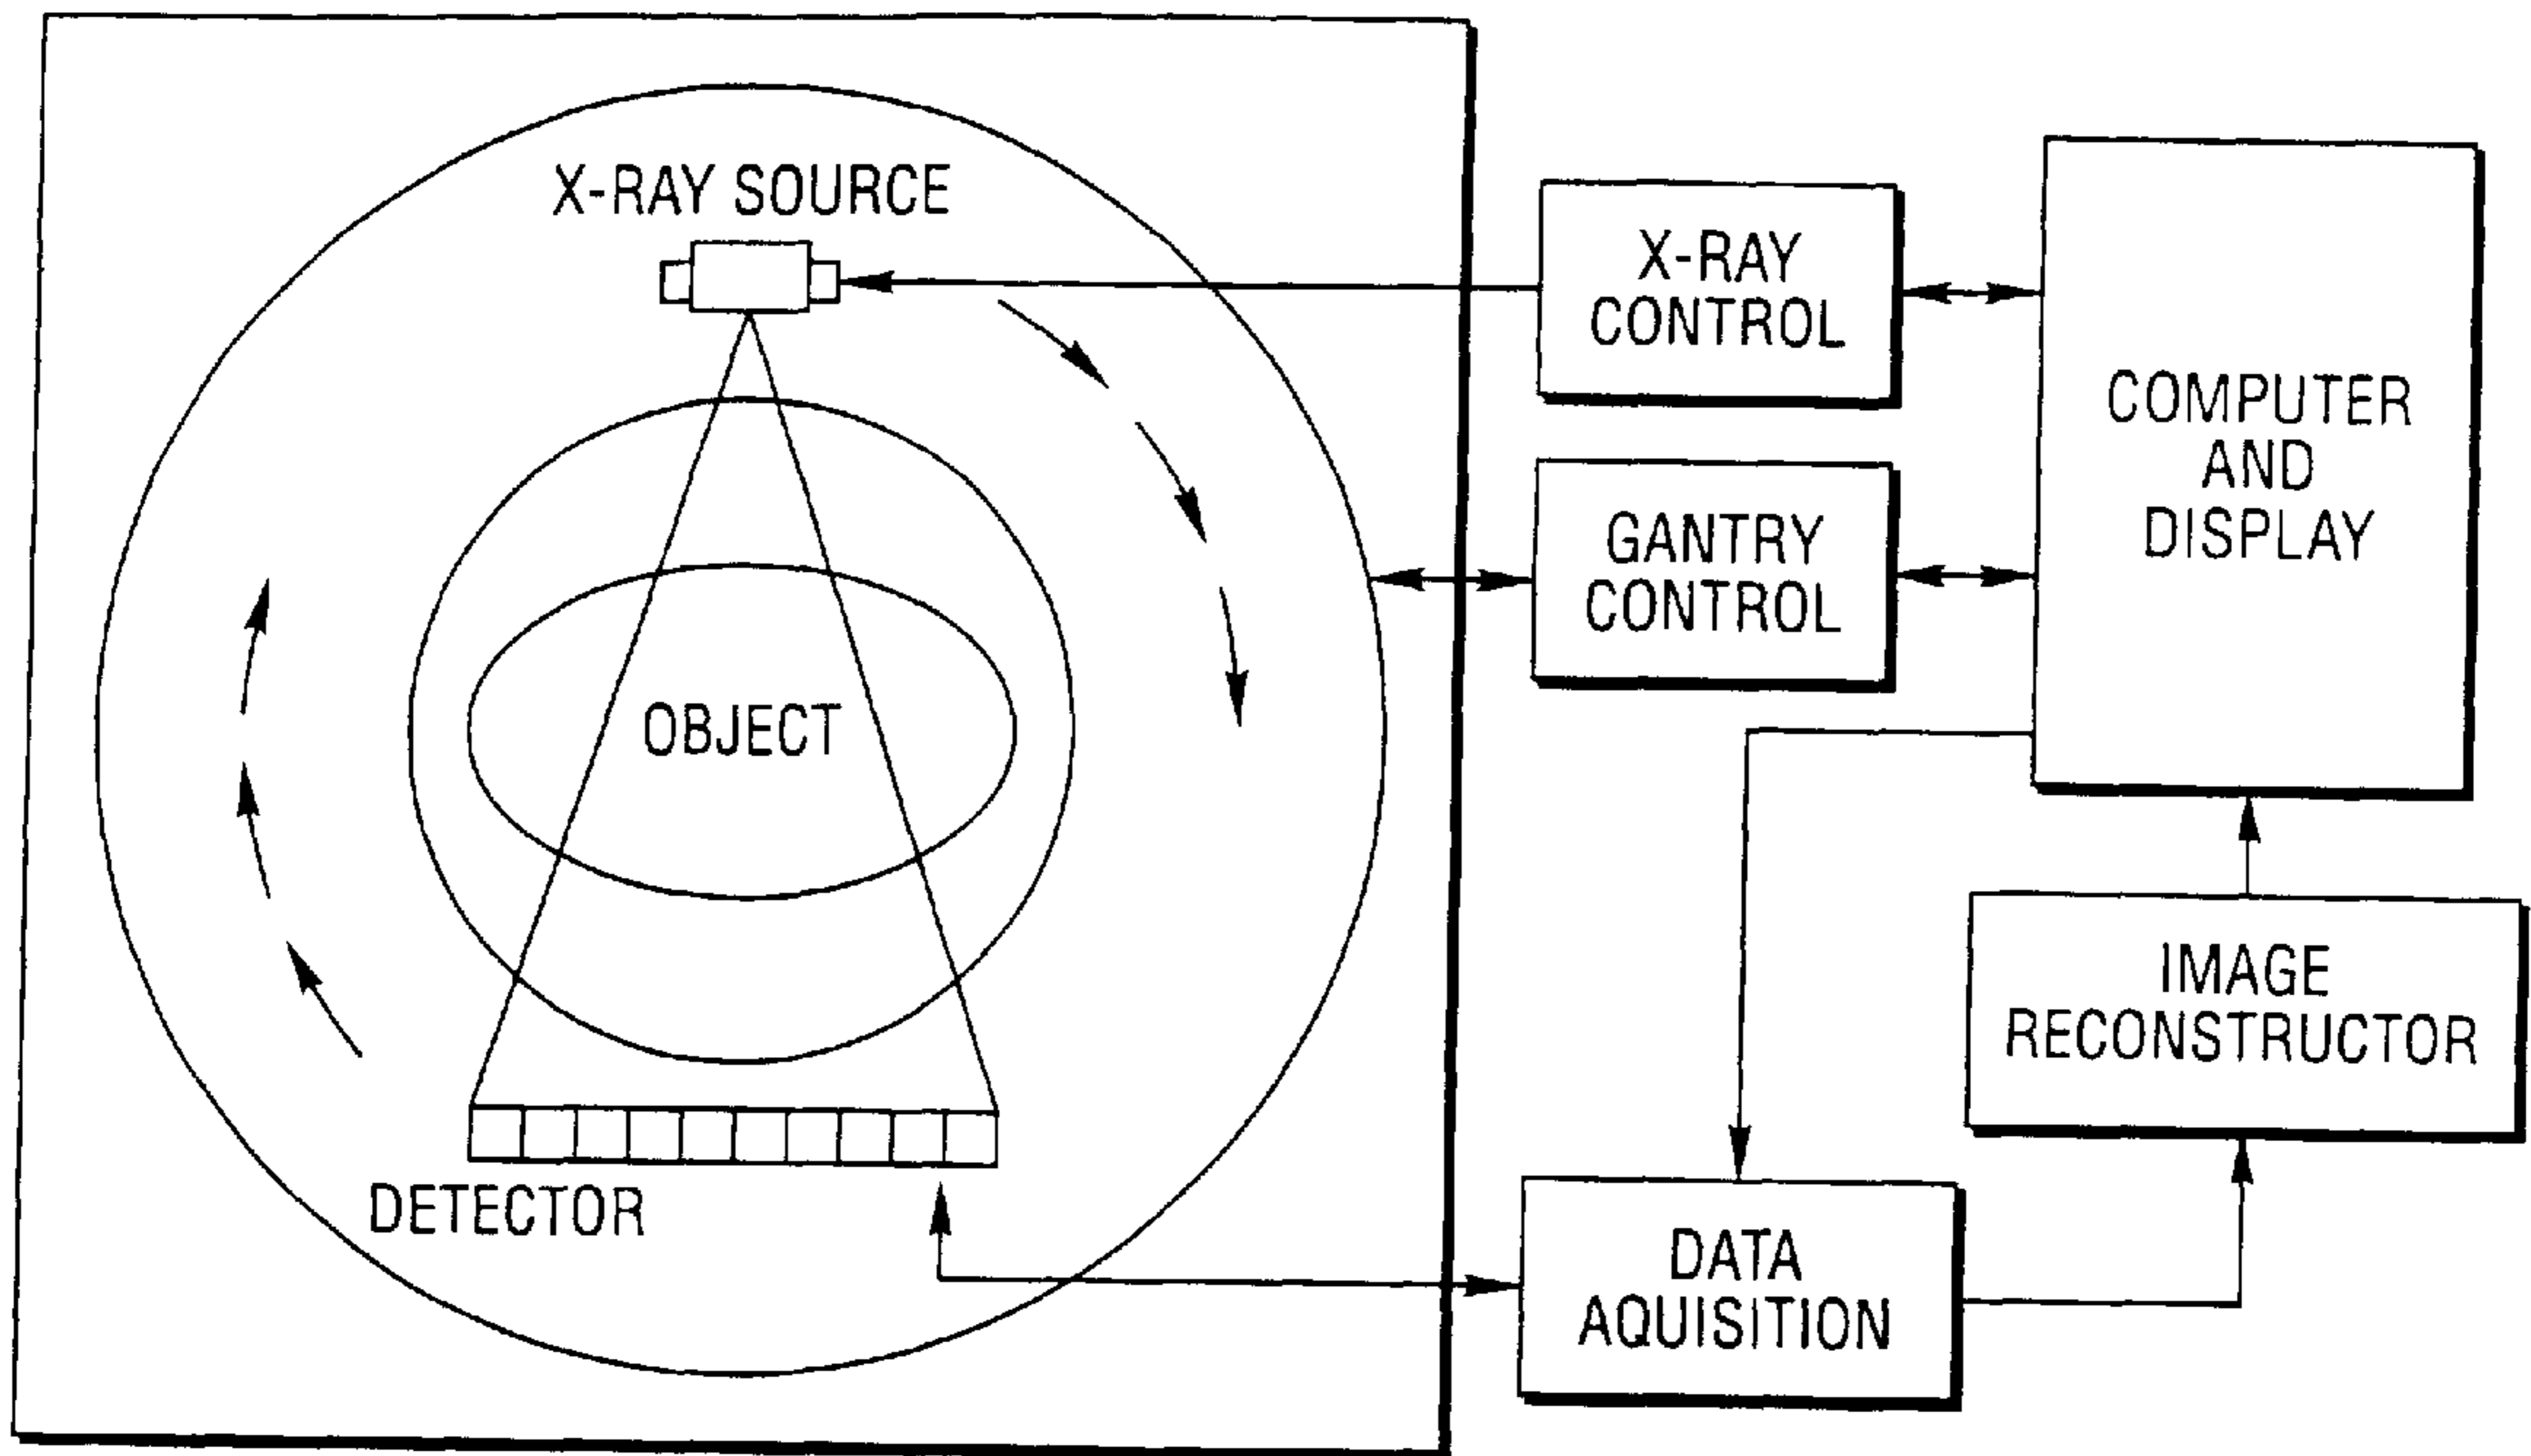 X-RAY SOURCE
OBJECT
DETECTOR
X-RAY
CONTROL
GANTRY
CONTROL
COMPUTER
AND
DISPLAY
IMAGE
RECONSTRUCTOR
DATA
AQUISITION